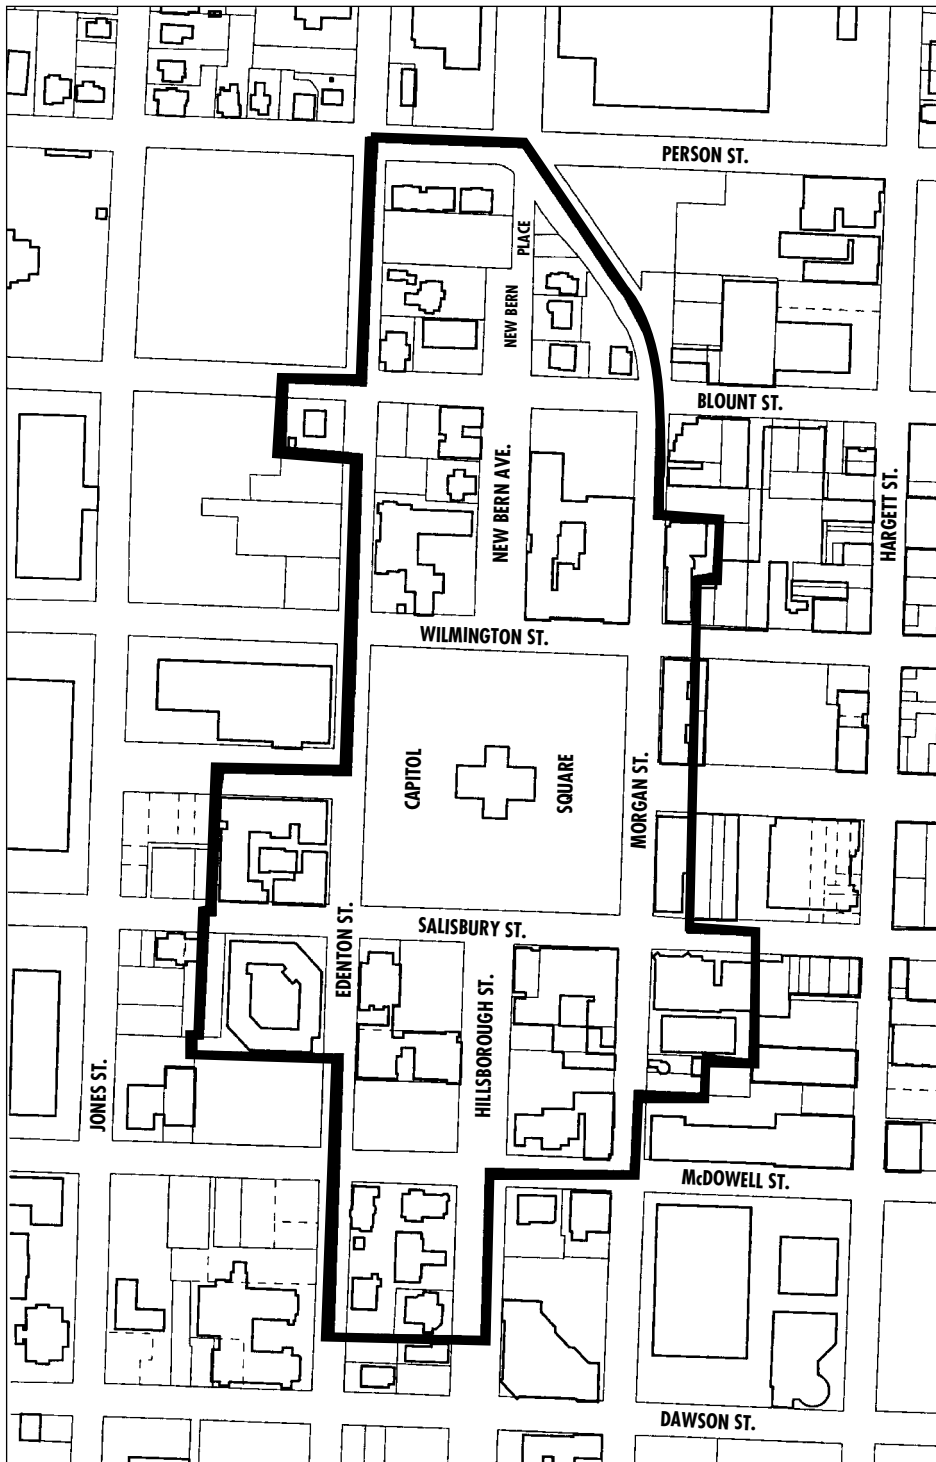 PERSON ST.
NEW BERN
PLACE
BLOUNT ST.
NEW BERN AVE.
HARGETT ST.
WILMINGTON ST.
CAPITOL
SQUARE
MORGAN ST.
SALISBURY ST.
EDENTON ST.
HILLSBOROUGH ST.
JONES ST.
McDOWELL ST.
DAWSON ST.